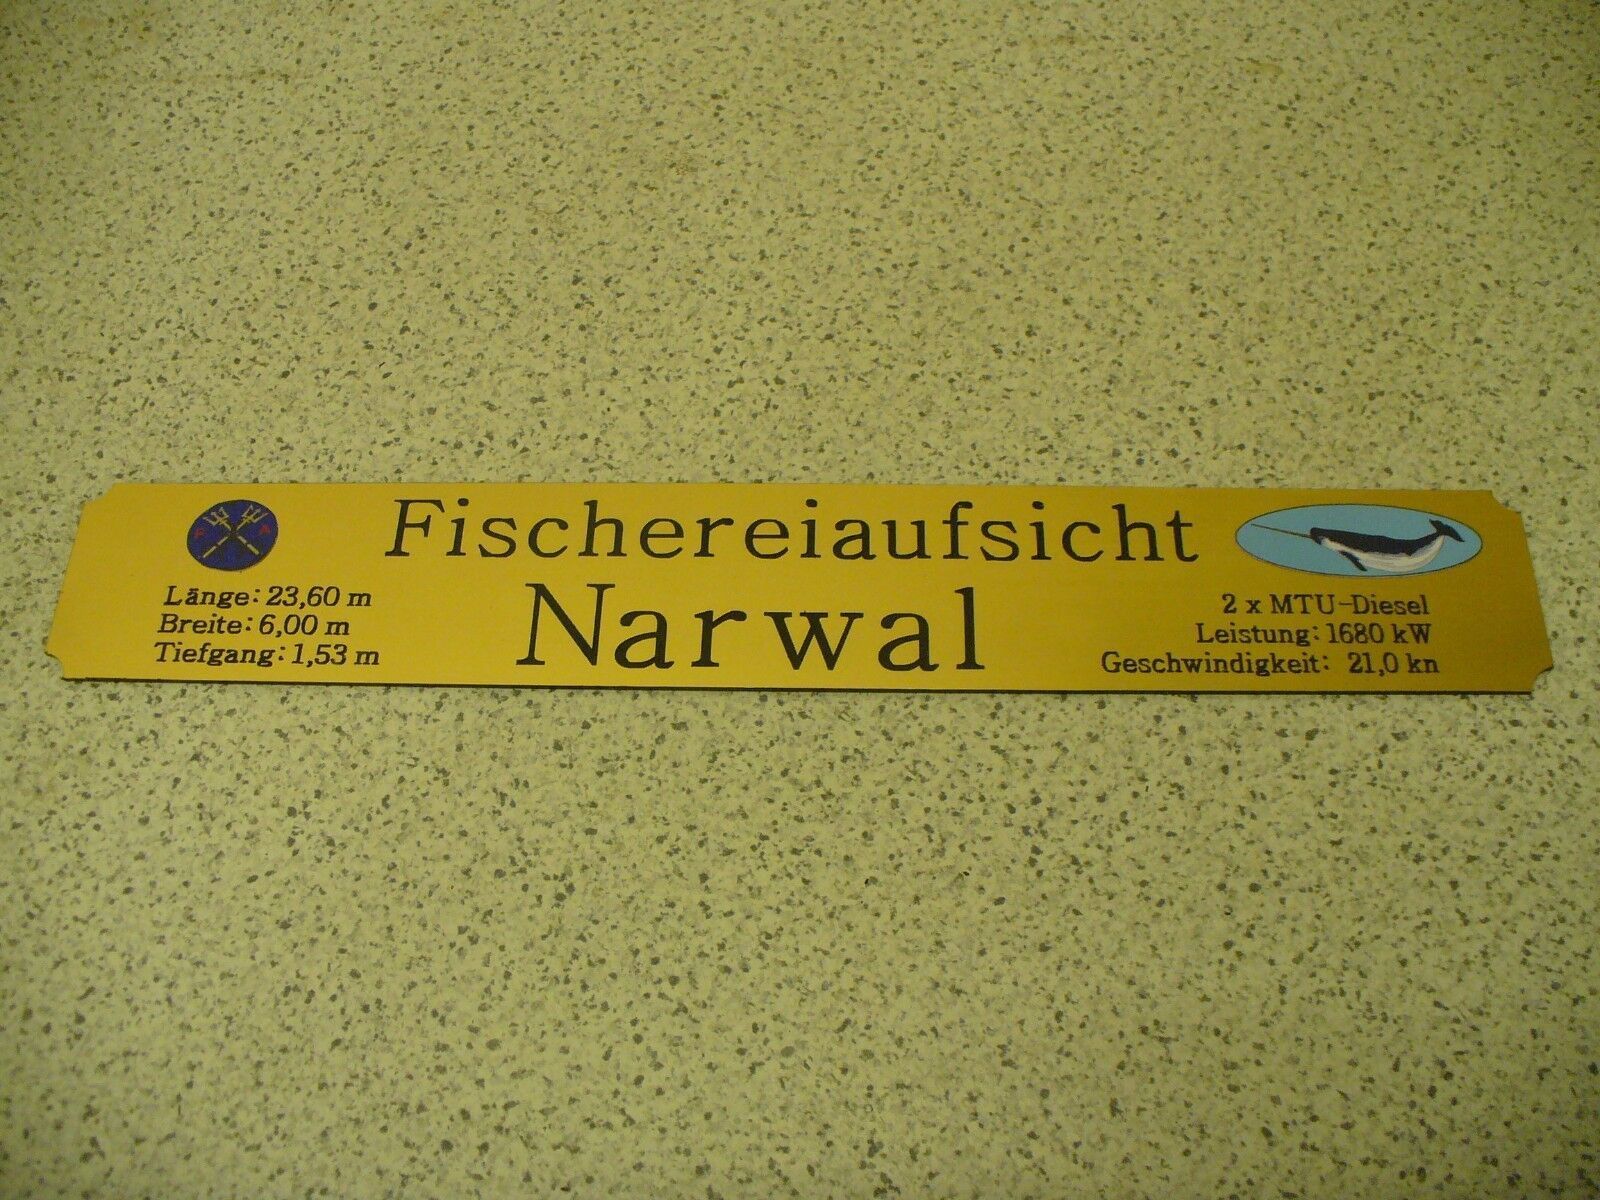 Fischereiaufsicht
Narwal
Länge: 23,60 m
Breite: 6,00 m
Tiefgang: 1,53 m
2 x MTU-Diesel
Leistung: 1680 kW
Geschwindigkeit: 21,0 kn